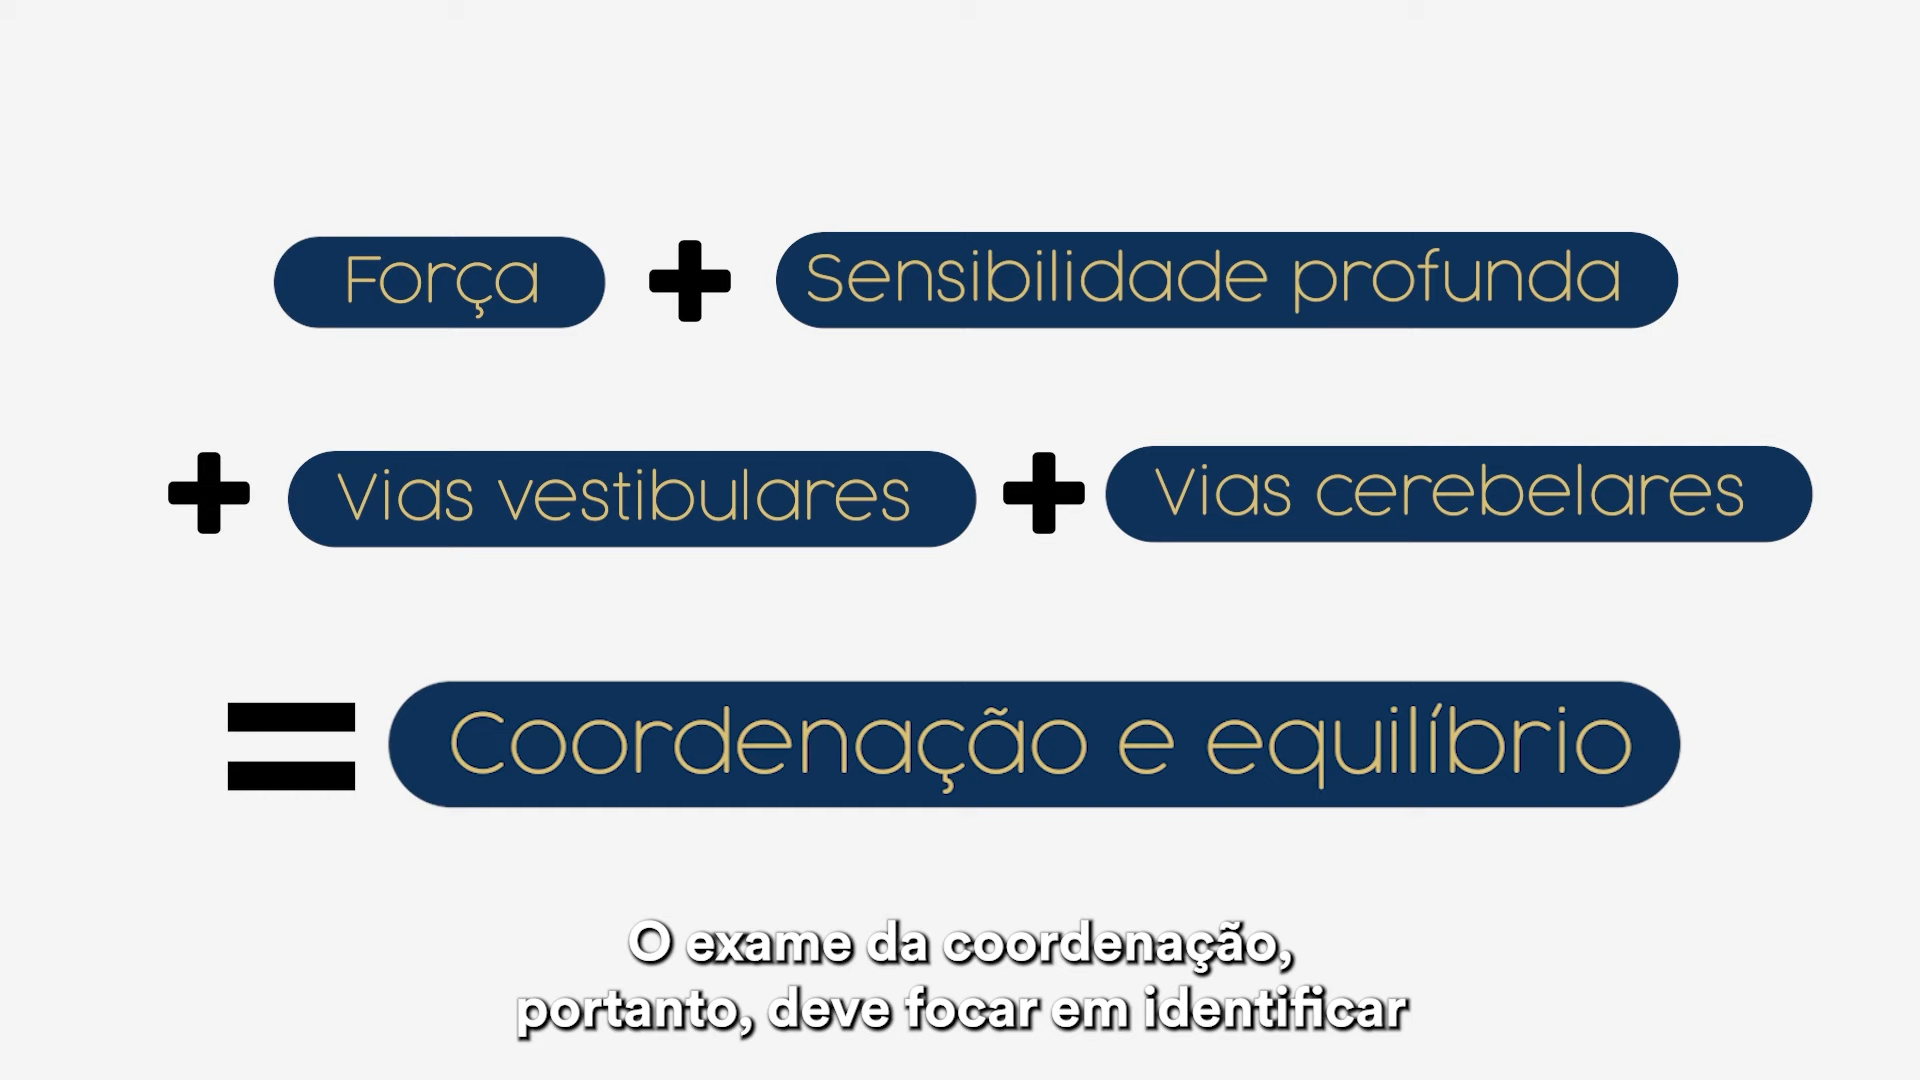 Força + Sensibilidade profunda
+ Vias vestibulares + Vias cerebelares
= Coordenação e equilíbrio
O exame da coordenação,
portanto, deve focar em identificar